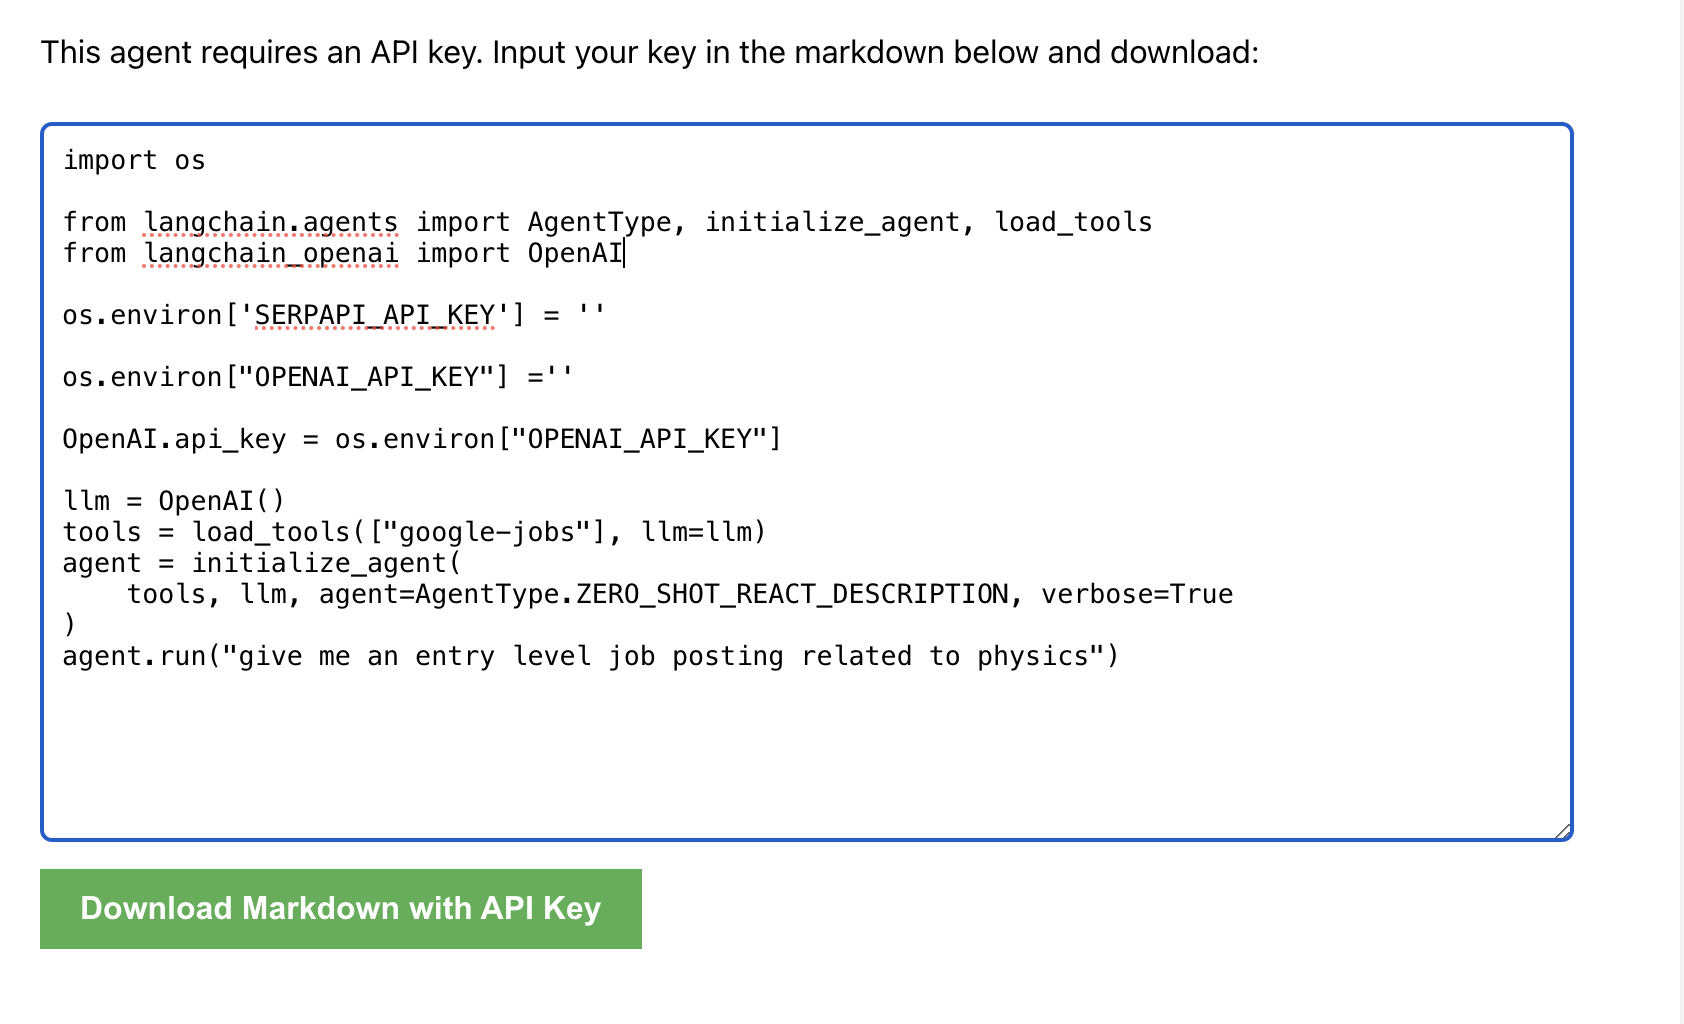 This agent requires an API key. Input your key in the markdown below and download:
import os
from langchain.agents import AgentType, initialize_agent, load_tools
from langchain_openai import OpenAI
os.environ['SERPAPI_API_KEY'] = ''
os.environ["OPENAI_API_KEY"] =''
OpenAI.api_key = os.environ["OPENAI_API_KEY"]
llm = OpenAI()
tools = load_tools(["google-jobs"], llm=llm)
agent = initialize_agent(
    tools, llm, agent=AgentType.ZERO_SHOT_REACT_DESCRIPTION, verbose=True
)
agent.run("give me an entry level job posting related to physics")
Download Markdown with API Key